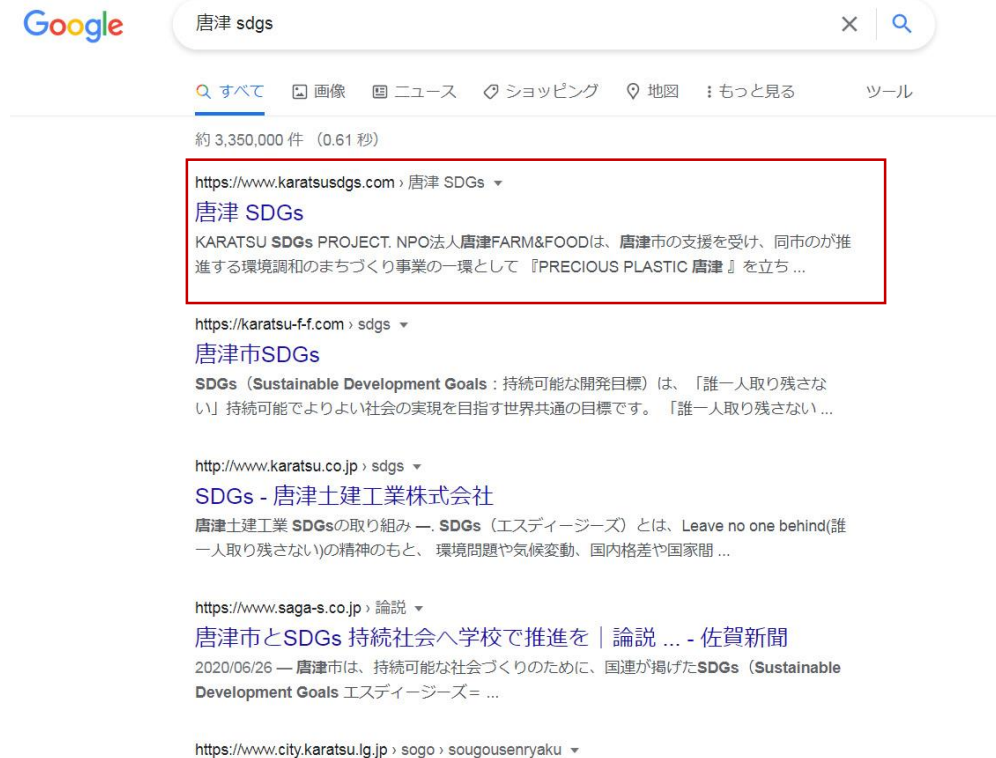 Google
唐津 sdgs
すべて 画像 ニュース ショッピング 地図 もっと見る ツール
約 3,350,000 件 （0.61 秒）
https://www.karatsusdgs.com › 唐津 SDGs
唐津 SDGs
KARATSU SDGs PROJECT. NPO法人唐津FARM&FOODは、唐津市の支援を受け、同市のが推
進する環境調和のまちづくり事業の一環として 『PRECIOUS PLASTIC 唐津 』を立ち ...
https://karatsu-f-f.com › sdgs
唐津市SDGs
SDGs（Sustainable Development Goals：持続可能な開発目標）は、「誰一人取り残さな
い」持続可能でよりよい社会の実現を目指す世界共通の目標です。 「誰一人取り残さない ...
http://www.karatsu.co.jp › sdgs
SDGs - 唐津土建工業株式会社
唐津土建工業 SDGsの取り組み —. SDGs（エスディージーズ）とは、Leave no one behind(誰
一人取り残さない)の精神のもと、 環境問題や気候変動、国内格差や国家間 ...
https://www.saga-s.co.jp › 論説
唐津市とSDGs 持続社会へ学校で推進を｜論説 ... - 佐賀新聞
2020/06/26 — 唐津市は、持続可能な社会づくりのために、国連が掲げたSDGs（Sustainable
Development Goals エスディージーズ＝ ...
https://www.city.karatsu.lg.jp › sogo › sougousenryaku